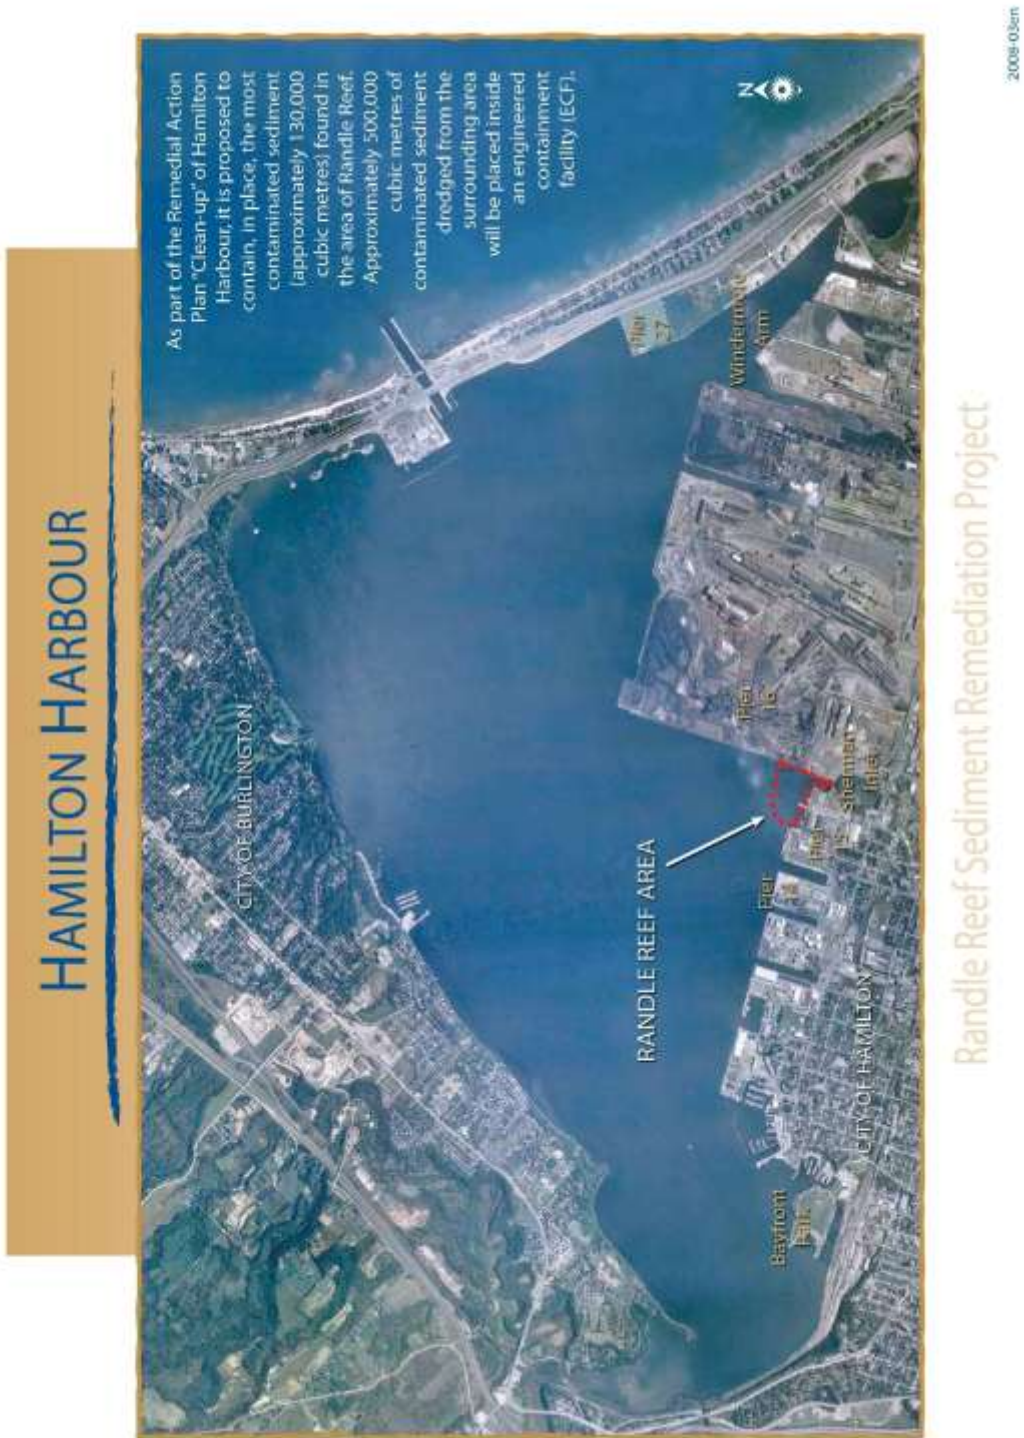 HAMILTON HARBOUR
As part of the Remedial Action
Plan "Clean-up" of Hamilton
Harbour, it is proposed to
contain, in place, the most
contaminated sediment
(approximately 130,000
cubic metres) found in
the area of Randle Reef.
Approximately 500,000
cubic metres of
contaminated sediment
dredged from the
surrounding area
will be placed inside
an engineered
containment
facility (ECF).
N
CITY OF BURLINGTON
RANDLE REEF AREA
Pier
27
Windermere
Arm
Pier
16
Sherman
Inlet
Pier
15
Pier
14
CITY OF HAMILTON
Bayfront
Park
Randle Reef Sediment Remediation Project
2008-03en